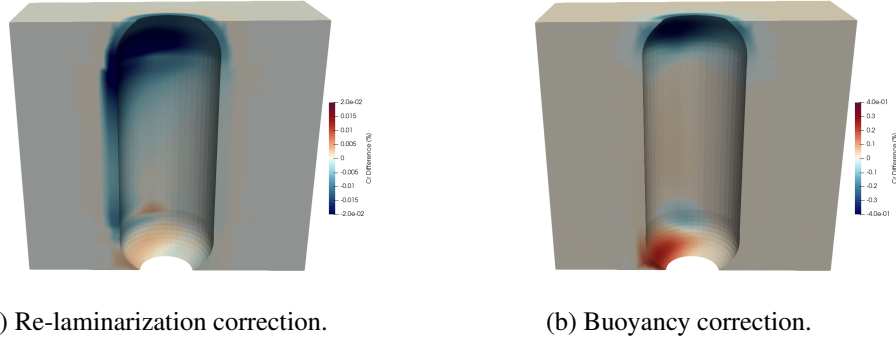 2.0e-02
0.015
0.01
0.005
0
-0.005
-0.01
-0.015
-2.0e-02
Cr Difference (%)
4.0e-01
0.3
0.2
0.1
0
-0.1
-0.2
-0.3
-4.0e-01
Cr Difference (%)
) Re-laminarization correction.
(b) Buoyancy correction.